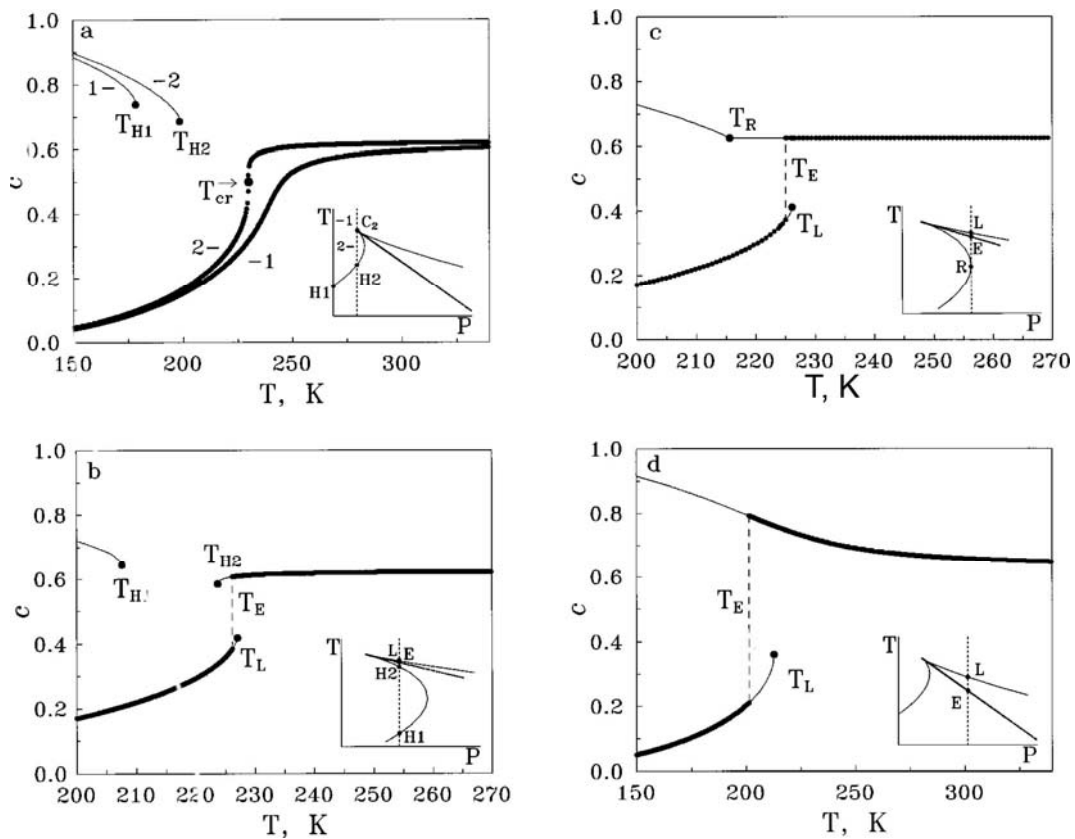 a
1.0
0.8
0.6
0.4
0.2
0.0
c
1-
-2
T_H1
T_H2
T_cr
2-
-1
T
-1
C_2
2-
H1
H2
P
150
200
250
300
T, K
c
1.0
0.8
0.6
0.4
0.2
0.0
c
T_R
T_E
T_L
T
L
E
R
P
200
210
220
230
240
250
260
270
T, K
b
1.0
0.8
0.6
0.4
0.2
0.0
c
T_H2
T_H1
T_E
T_L
T
L
E
H2
H1
P
200
210
220
230
240
250
260
270
T, K
d
1.0
0.8
0.6
0.4
0.2
0.0
c
T_E
T_L
T
L
E
P
150
200
250
300
T, K